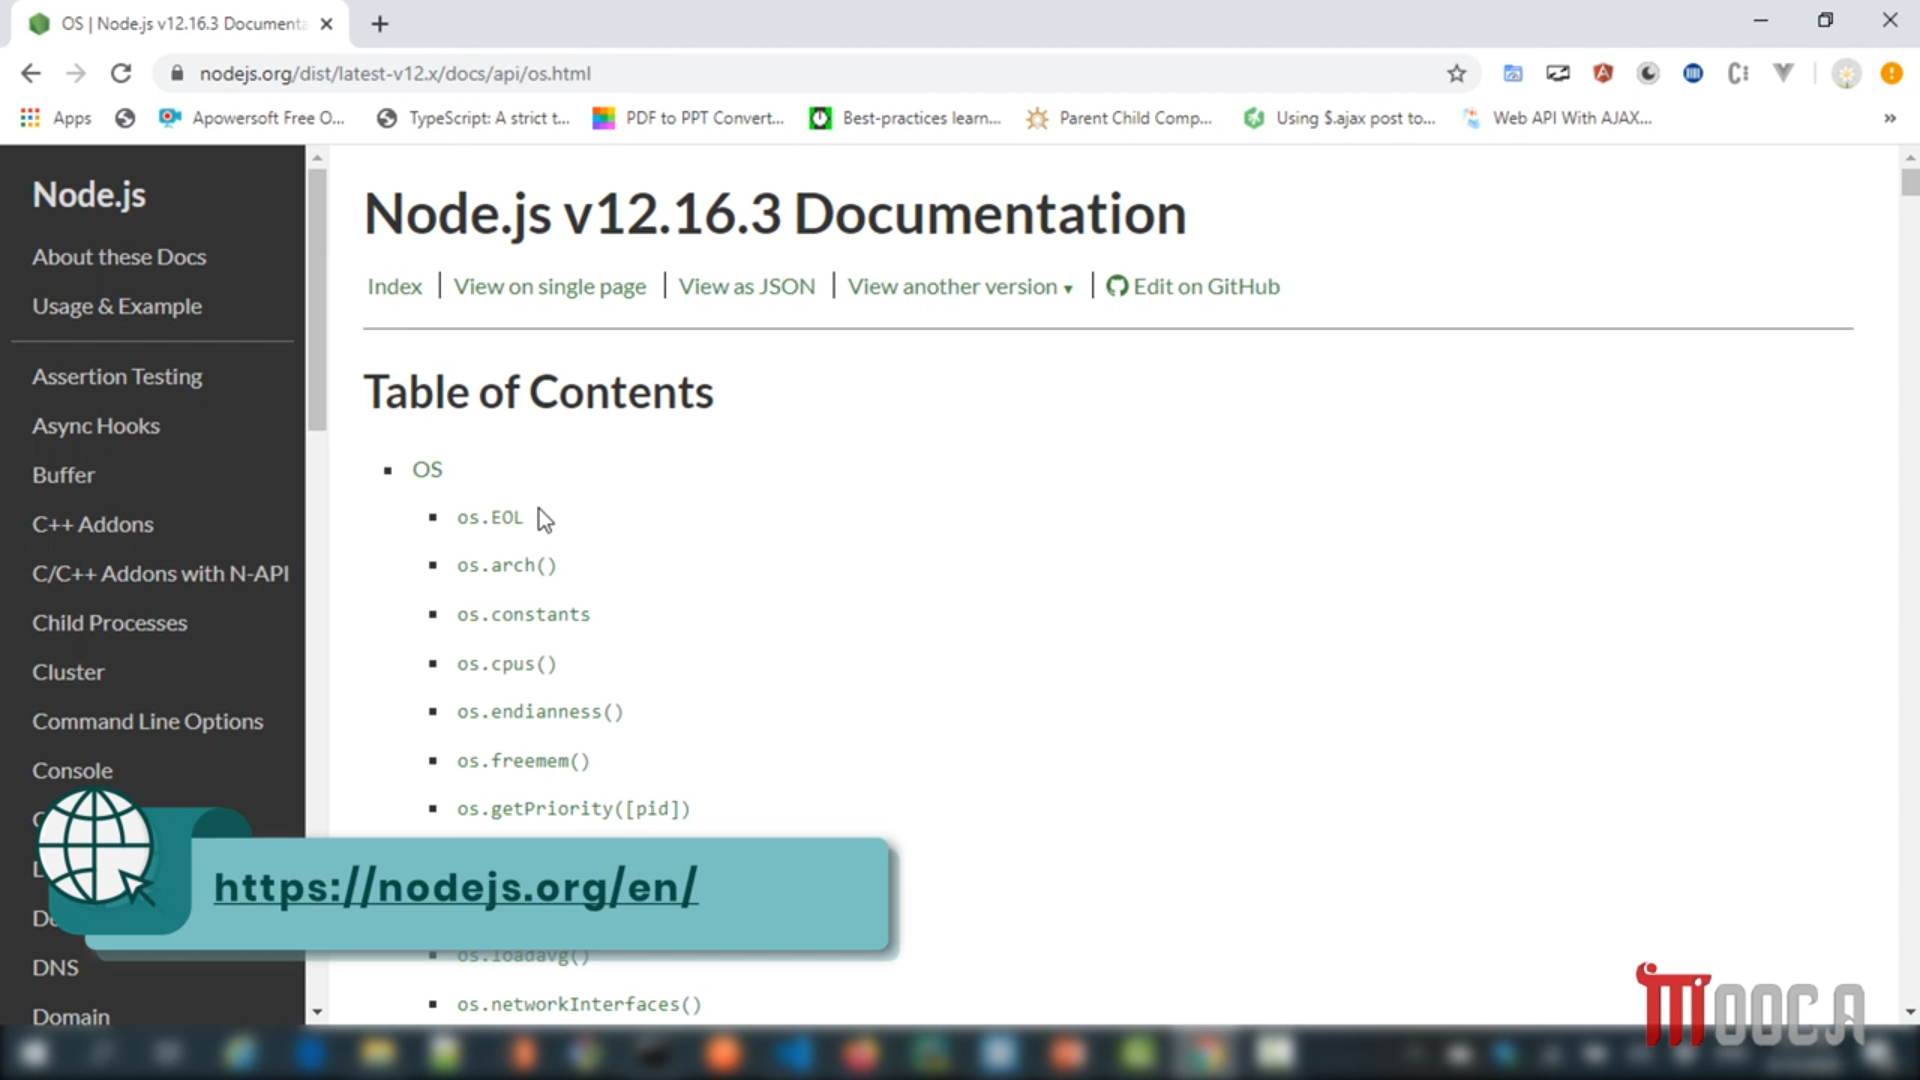 OS | Node.js v12.16.3 Documenta
nodejs.org/dist/latest-v12.x/docs/api/os.html
Apps
Apowersoft Free O...
TypeScript: A strict t...
PDF to PPT Convert...
Best-practices learn...
Parent Child Comp...
Using $.ajax post to...
Web API With AJAX...
»
Node.js
About these Docs
Usage & Example
Assertion Testing
Async Hooks
Buffer
C++ Addons
C/C++ Addons with N-API
Child Processes
Cluster
Command Line Options
Console
DNS
Domain
Node.js v12.16.3 Documentation
Index | View on single page | View as JSON | View another version ▼ | Edit on GitHub
Table of Contents
OS
os.EOL
os.arch()
os.constants
os.cpus()
os.endianness()
os.freemem()
os.getPriority([pid])
os.loadavg()
os.networkInterfaces()
https://nodejs.org/en/
MOOCA